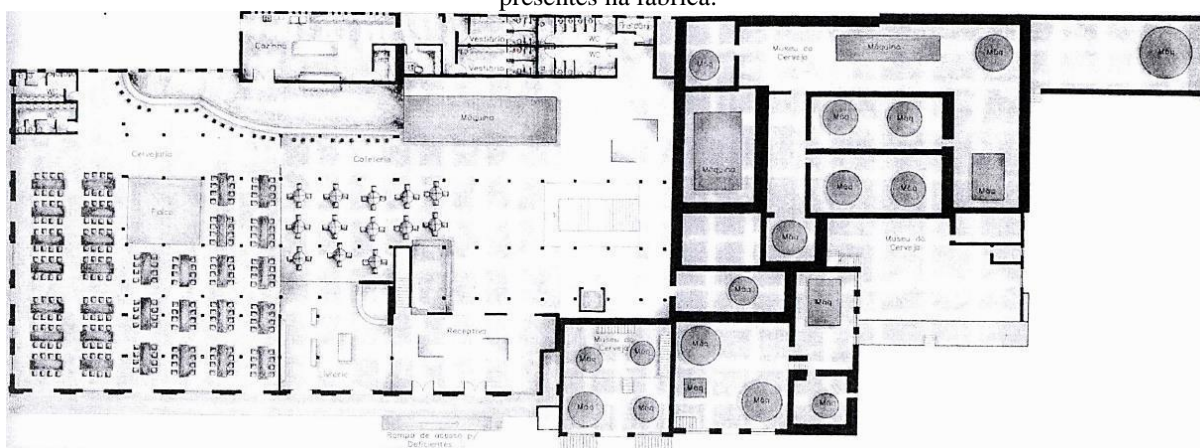 presentes na fábrica.
Cozinha
Vestiário
Vestiário
WC
WC
Museu da
Cerveja
Máquina
Máq
Máq
Máq
Máquina
Máq
Máq
Máquina
Cervejaria
Cafeteria
Máq
Máq
Máq
Palco
Máq
Museu da
Cerveja
Máq
Máq
Recepção
Museu da
Cerveja
Máq
Máq
Máq
Máq
Máq
Máq
Máq
Máq
Máq
Rampa de acesso p/
Deficientes